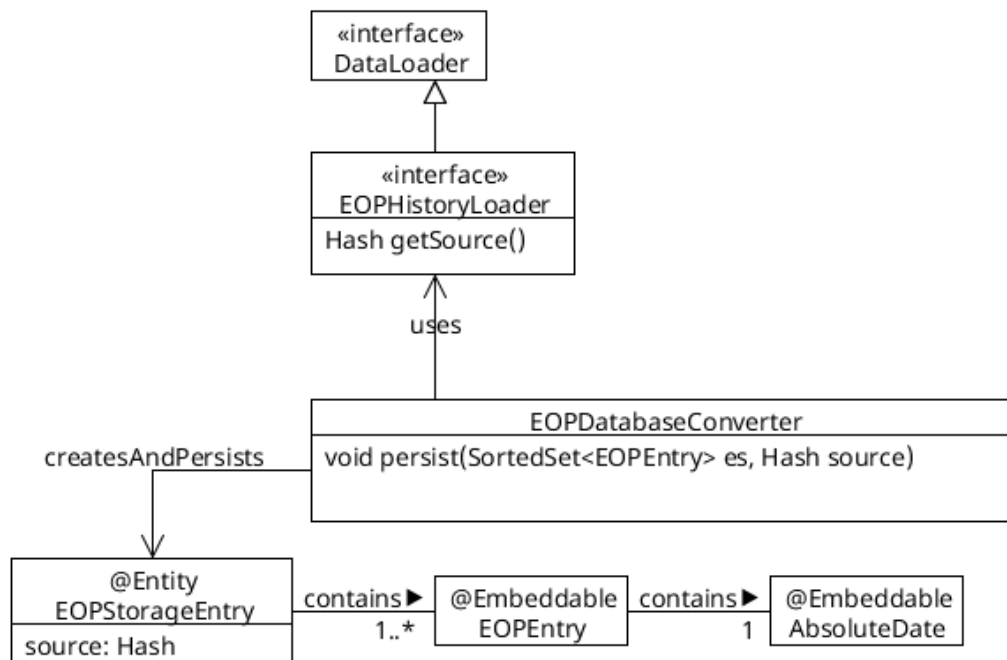 «interface»
DataLoader
«interface»
EOPHistoryLoader
Hash getSource()
uses
EOPDatabaseConverter
void persist(SortedSet<EOPEntry> es, Hash source)
createsAndPersists
@Entity
EOPStorageEntry
source: Hash
contains▶
1..*
@Embeddable
EOPEntry
contains▶
1
@Embeddable
AbsoluteDate